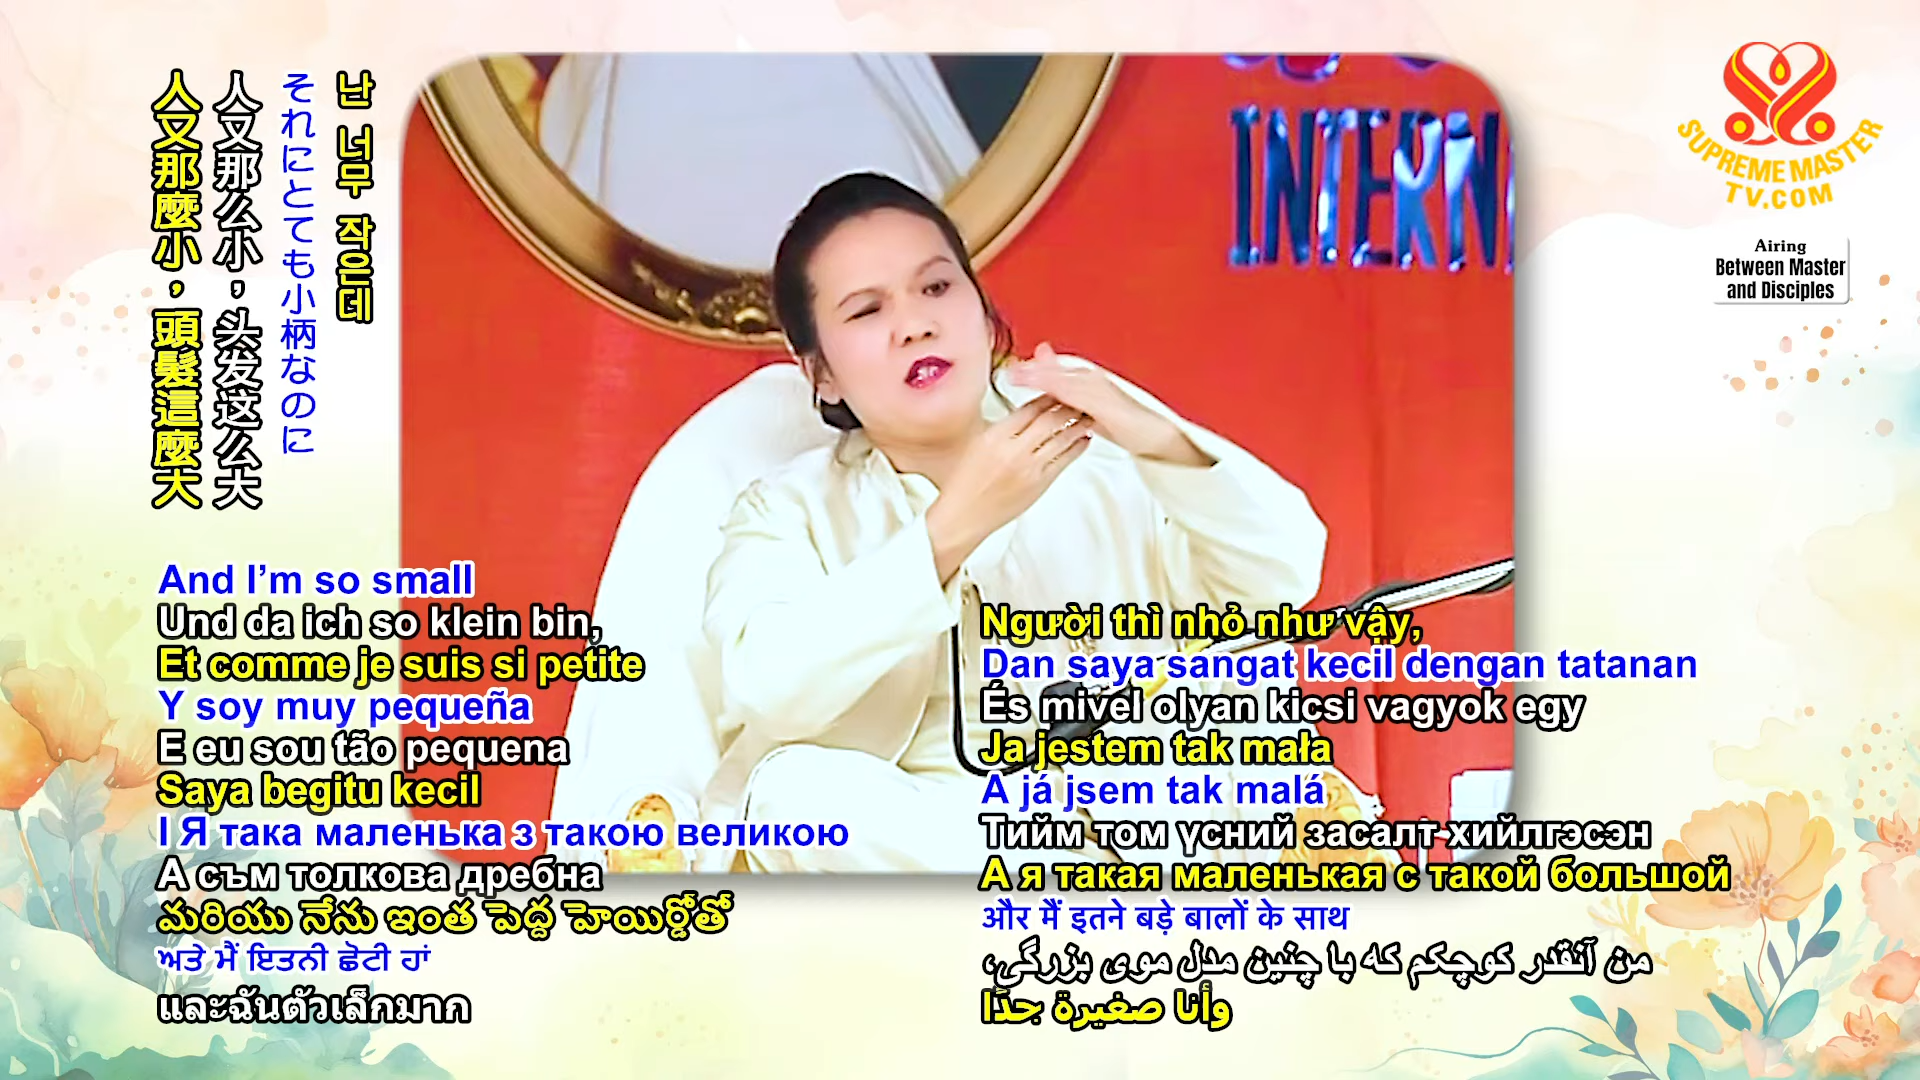 人又那麼小，頭髮這麼大
人又那么小，头发这么大
それにとても小柄なのに
난 너무 작은데
INTERN
SUPREME MASTER
TV.COM
Airing
Between Master
and Disciples
And I'm so small
Und da ich so klein bin,
Et comme je suis si petite
Y soy muy pequeña
E eu sou tão pequena
Saya begitu kecil
І Я така маленька з такою великою
А съм толкова дребна
మరియు నేను ఇంత పెద్ద హెయిర్డోతో
ਅਤੇ ਮੈਂ ਇਤਨੀ ਛੋਟੀ ਹਾਂ
และฉันตัวเล็กมาก
Người thì nhỏ như vậy,
Dan saya sangat kecil dengan tatanan
És mivel olyan kicsi vagyok egy
Ja jestem tak mała
A já jsem tak malá
Тийм том үсний засалт хийлгэсэн
А я такая маленькая с такой большой
और मैं इतने बड़े बालों के साथ
من آنقدر کوچکم که با چنین مدل موی بزرگی،
وأنا صغيرة جدًا